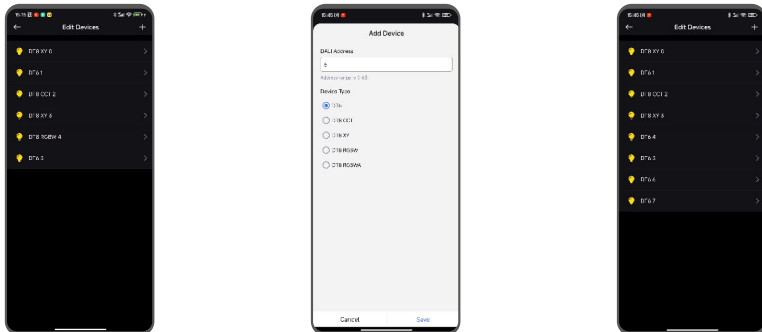 Edit Devices
DT8 XY 0
DT6 1
DT8 CCT 2
DT8 XY 3
DT8 RGBW 4
DT6 3
Add Device
DALI Address
6
Device Type
DT6
DT8 CCT
DT8 XY
DT8 RGBW
DT8 RGBWA
Cancel Save
Edit Devices
DT8 XY 0
DT6 1
DT8 CCT 2
DT8 XY 3
DT6 4
DT6 3
DT6 6
DT6 7